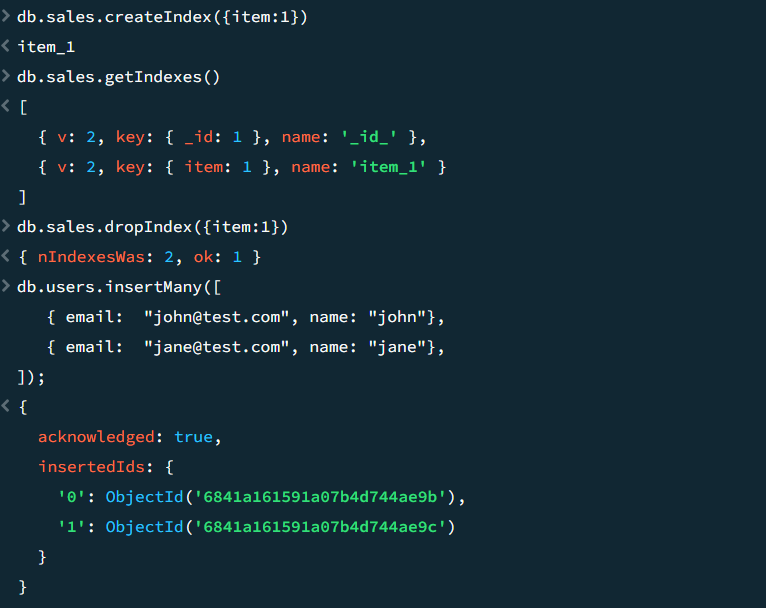 > db.sales.createIndex({item:1})
< item_1
> db.sales.getIndexes()
< [
    { v: 2, key: { _id: 1 }, name: '_id_' },
    { v: 2, key: { item: 1 }, name: 'item_1' }
  ]
> db.sales.dropIndex({item:1})
< { nIndexesWas: 2, ok: 1 }
> db.users.insertMany([
     { email:  "john@test.com", name: "john"},
     { email:  "jane@test.com", name: "jane"},
  ]);
< {
    acknowledged: true,
    insertedIds: {
      '0': ObjectId('6841a161591a07b4d744ae9b'),
      '1': ObjectId('6841a161591a07b4d744ae9c')
    }
  }